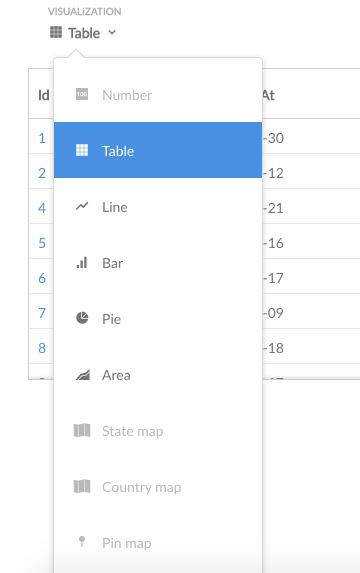 VISUALIZATION
Table
Id At
Number
1 -30
Table
2 -12
4 Line -21
5 -16
Bar
6 -17
7 Pie -09
8 -18
Area
State map
Country map
Pin map